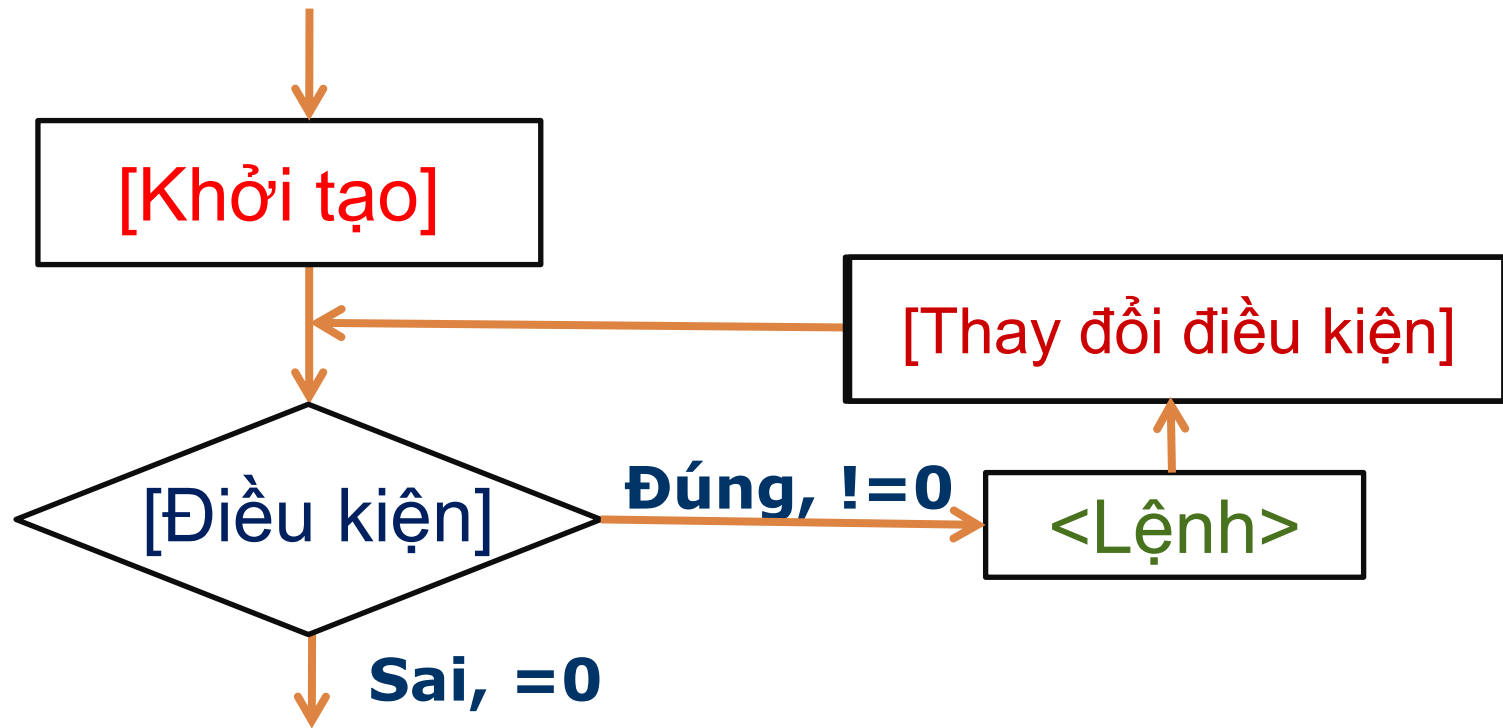 [Khởi tạo]
[Thay đổi điều kiện]
[Điều kiện]
Đúng, !=0
<Lệnh>
Sai, =0